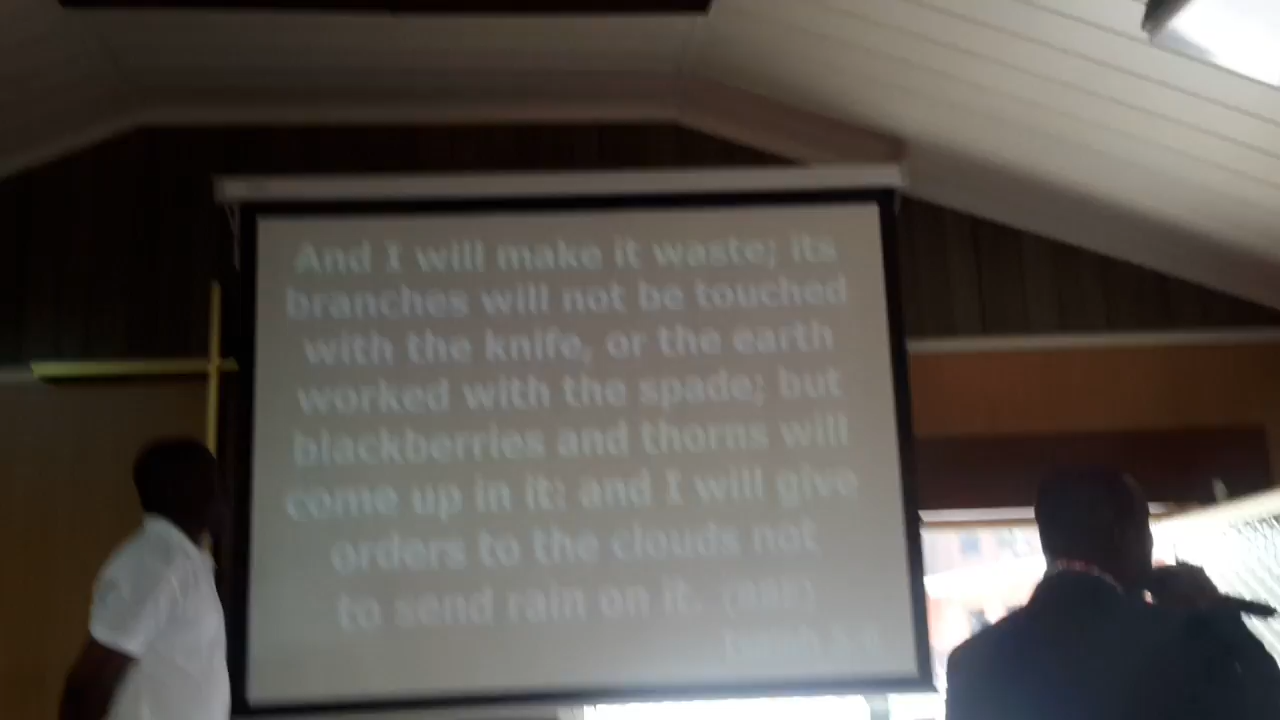 And I will make it waste; its
branches will not be touched
with the knife, or the earth
worked with the spade; but
blackberries and thorns will
come up in it: and I will give
orders to the clouds not
to send rain on it. (BBE)